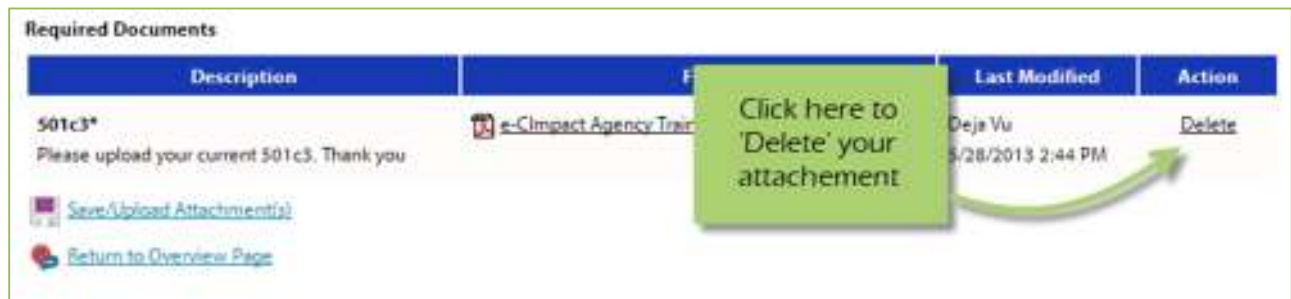 Required Documents
Description F Last Modified Action
501c3* e-CImpact Agency Train Deja Vu Delete
Please upload your current 501c3. Thank you 5/28/2013 2:44 PM
Click here to
'Delete' your
attachement
Save/Upload Attachment(s)
Return to Overview Page